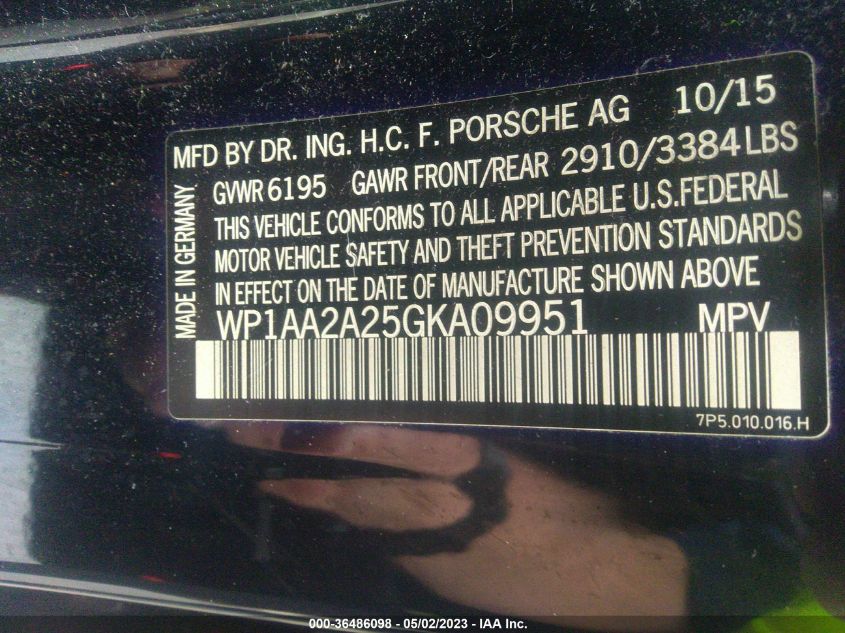 MFD BY DR. ING. H.C. F. PORSCHE AG 10/15
GVWR 6195 GAWR FRONT/REAR 2910/3384 LBS
THIS VEHICLE CONFORMS TO ALL APPLICABLE U.S.FEDERAL
MOTOR VEHICLE SAFETY AND THEFT PREVENTION STANDARDS
IN EFFECT ON THE DATE OF MANUFACTURE SHOWN ABOVE
MADE IN GERMANY
WP1AA2A25GKA09951 MPV
7P5.010.016.H
000-36486098 - 05/02/2023 - IAA Inc.